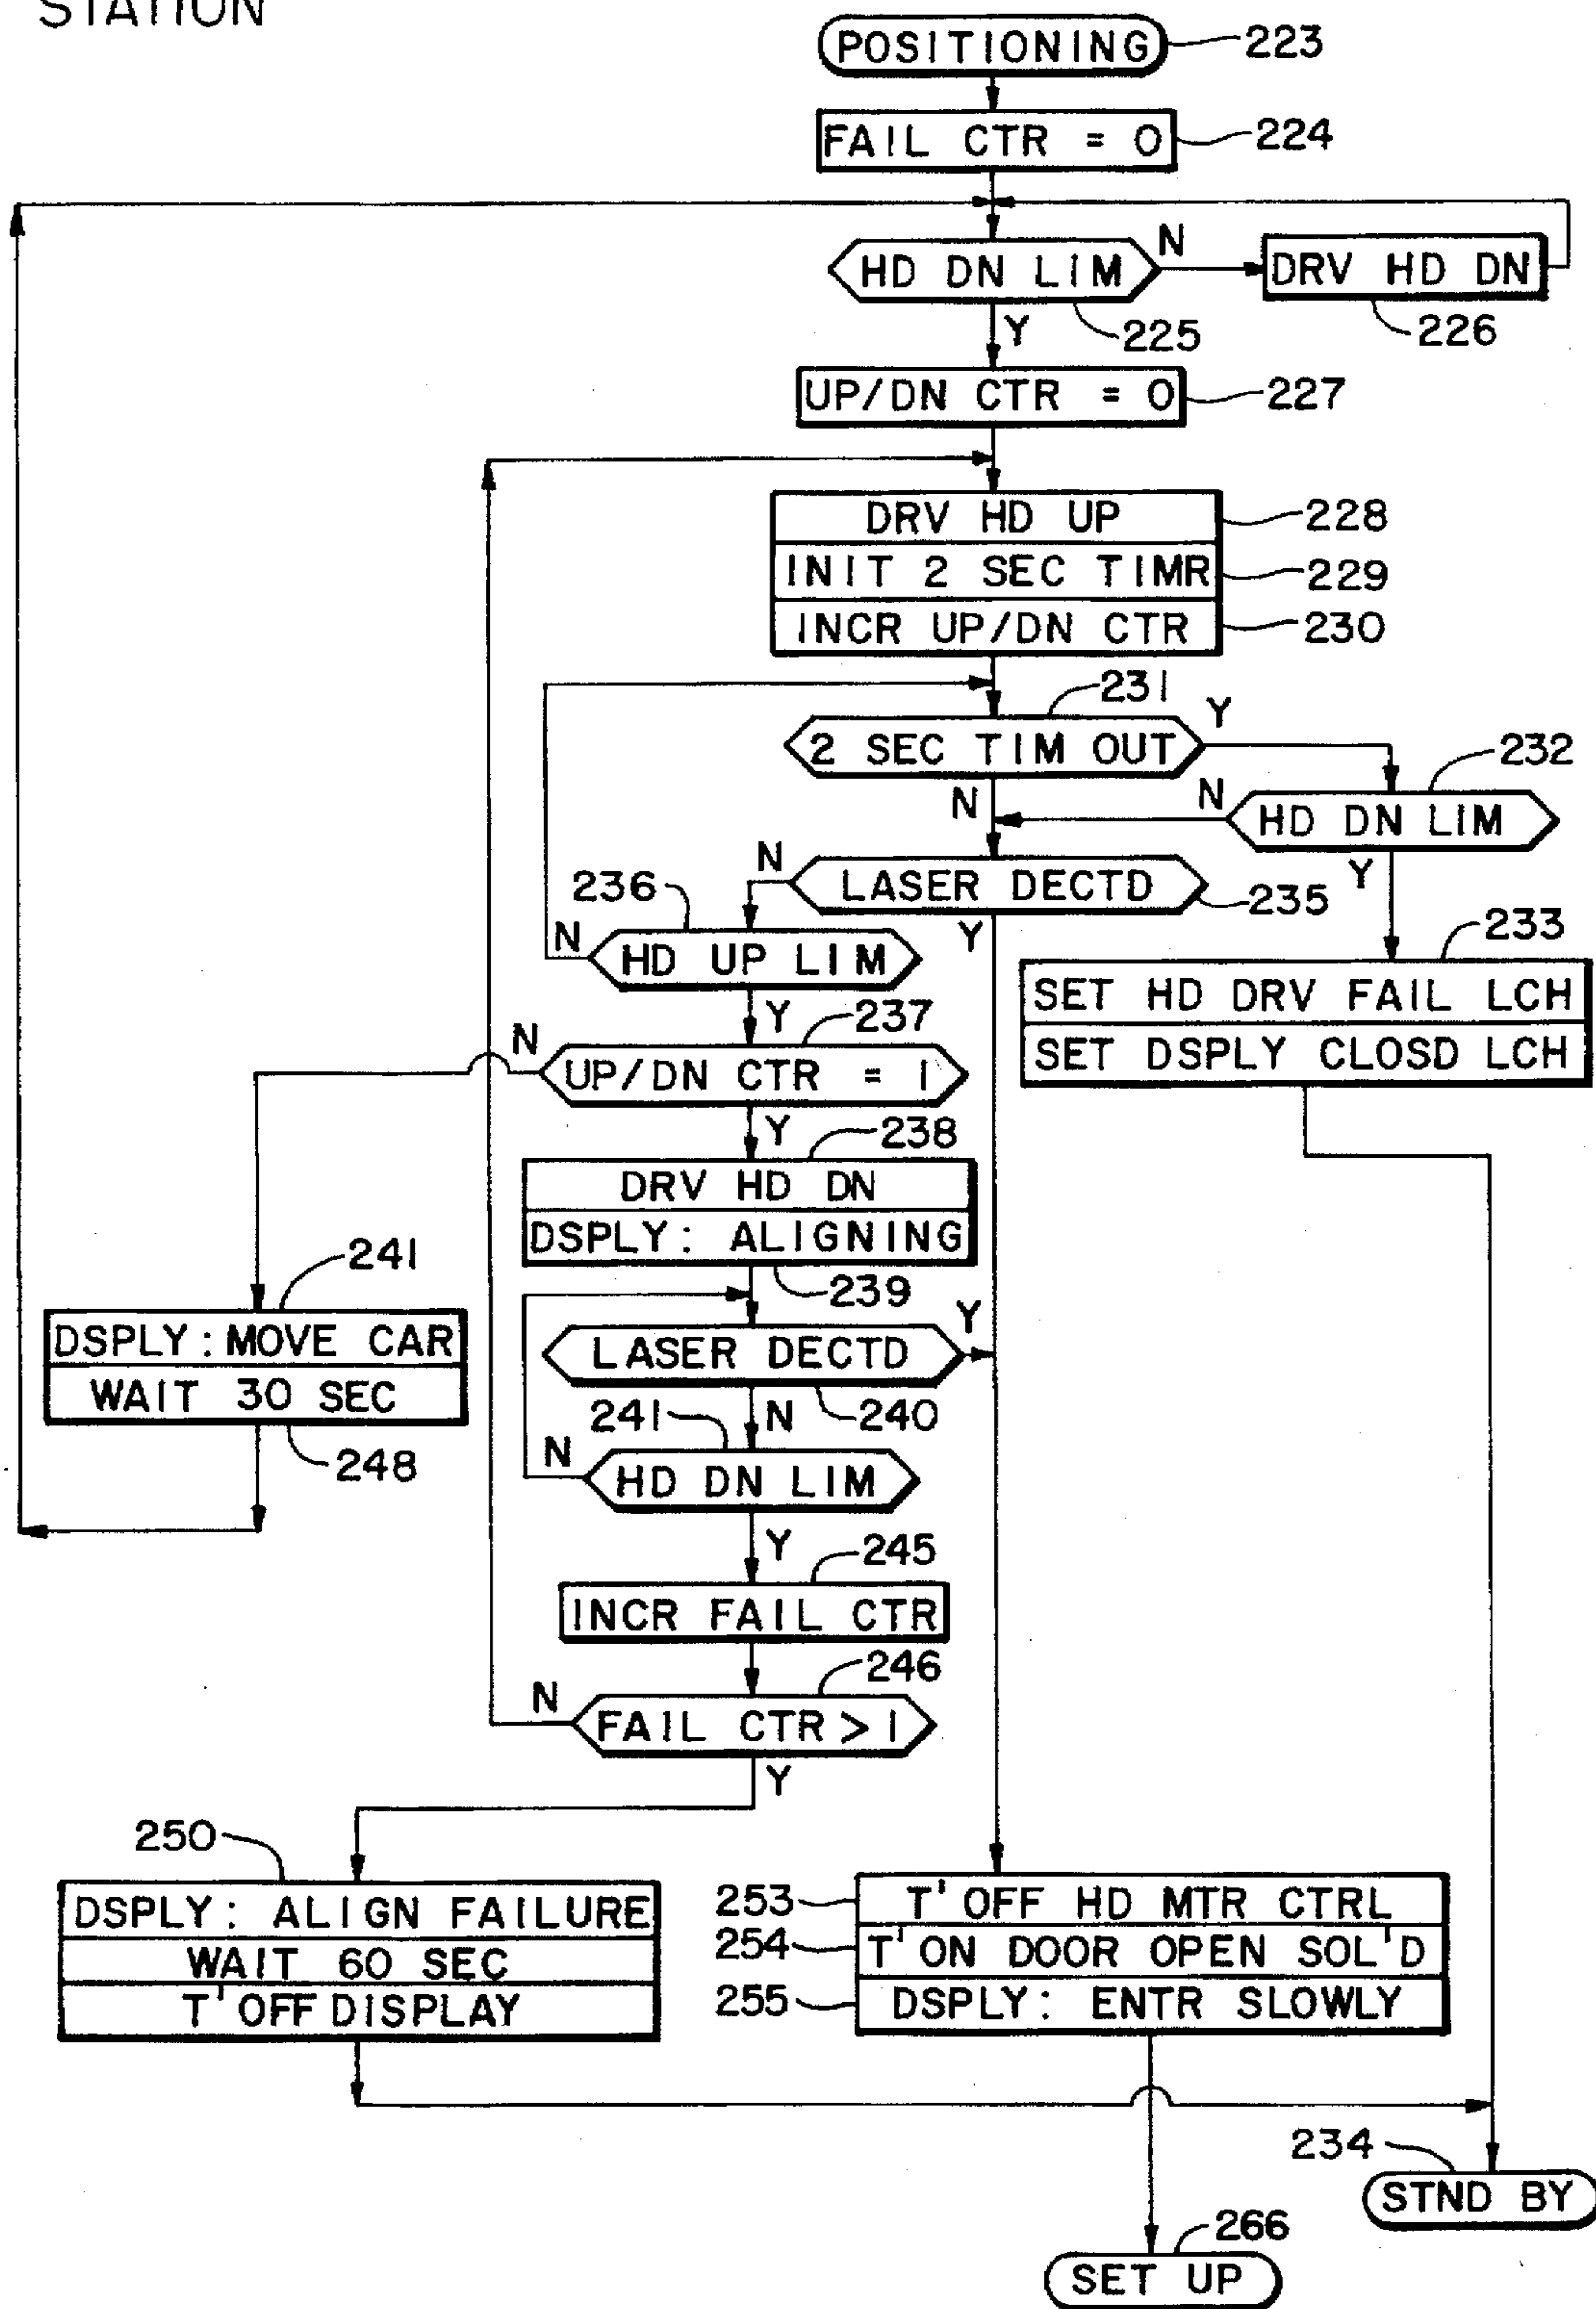 STATION
POSITIONING
223
FAIL CTR = 0
224
HD DN LIM
N
DRV HD DN
Y
225
226
UP/DN CTR = 0
227
DRV HD UP
228
INIT 2 SEC TIMR
229
INCR UP/DN CTR
230
231
2 SEC TIM OUT
Y
232
N
N
HD DN LIM
N
LASER DECTD
Y
236
235
Y
233
N
HD UP LIM
SET HD DRV FAIL LCH
Y
237
N
UP/DN CTR = 1
SET DSPLY CLOSD LCH
Y
238
DRV HD DN
DSPLY: ALIGNING
241
239
Y
DSPLY: MOVE CAR
LASER DECTD
WAIT 30 SEC
241
N
240
248
N
HD DN LIM
Y
245
INCR FAIL CTR
246
N
FAIL CTR > 1
Y
250
DSPLY: ALIGN FAILURE
253
T'OFF HD MTR CTRL
WAIT 60 SEC
254
T'ON DOOR OPEN SOL'D
T'OFF DISPLAY
255
DSPLY: ENTR SLOWLY
234
STND BY
266
SET UP